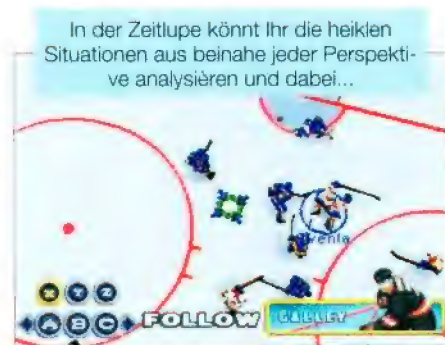 In der Zeitlupe könnt Ihr die heiklen
Situationen aus beinahe jeder Perspekti-
ve analysieren und dabei...
X Y Z
A B C
FOLLOW